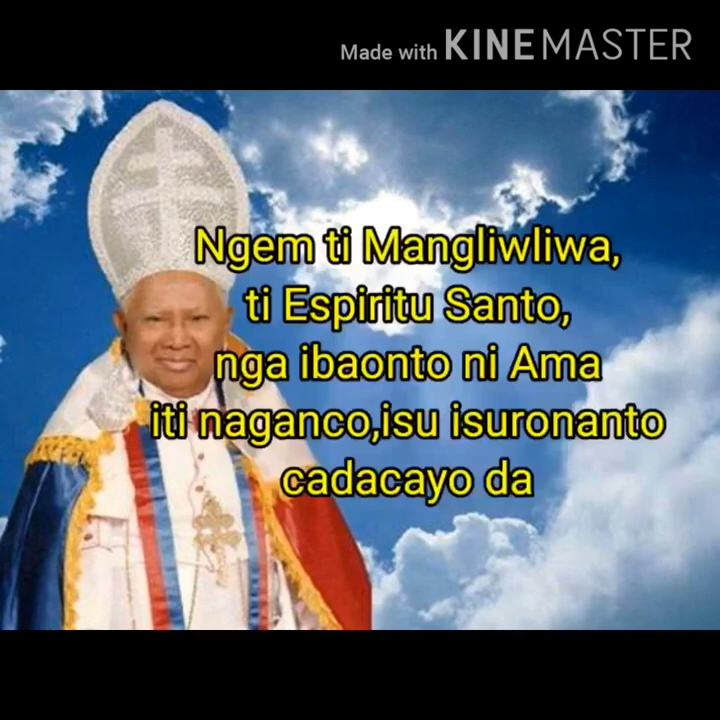 Made with KINEMASTER
Ngem ti Mangliwliwa,
ti Espiritu Santo,
nga ibaonto ni Ama
iti naganco,isu isuronanto
cadacayo da